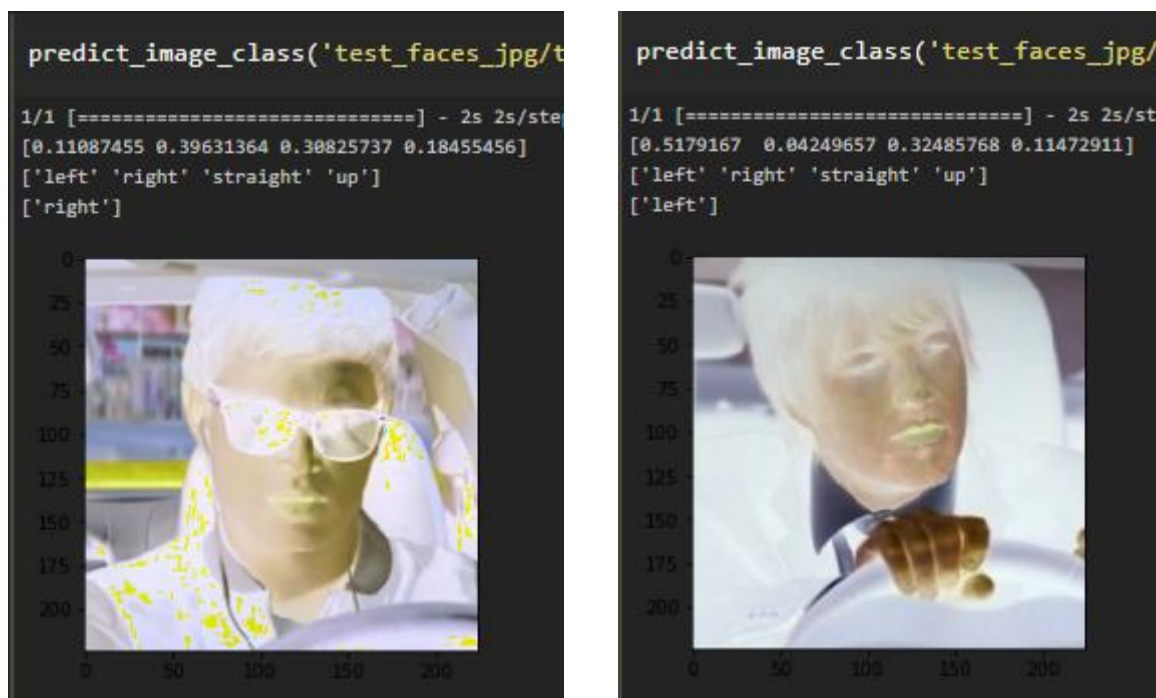 predict_image_class('test_faces_jpg/t
1/1 [==============================] - 2s 2s/ste
[0.11087455 0.39631364 0.30825737 0.18455456]
['left' 'right' 'straight' 'up']
['right']
0
25
50
75
100
125
150
175
200
0 50 100 150 200
predict_image_class('test_faces_jpg/
1/1 [==============================] - 2s 2s/st
[0.5179167  0.04249657 0.32485768 0.11472911]
['left' 'right' 'straight' 'up']
['left']
0
25
50
75
100
125
150
175
200
0 50 100 150 200